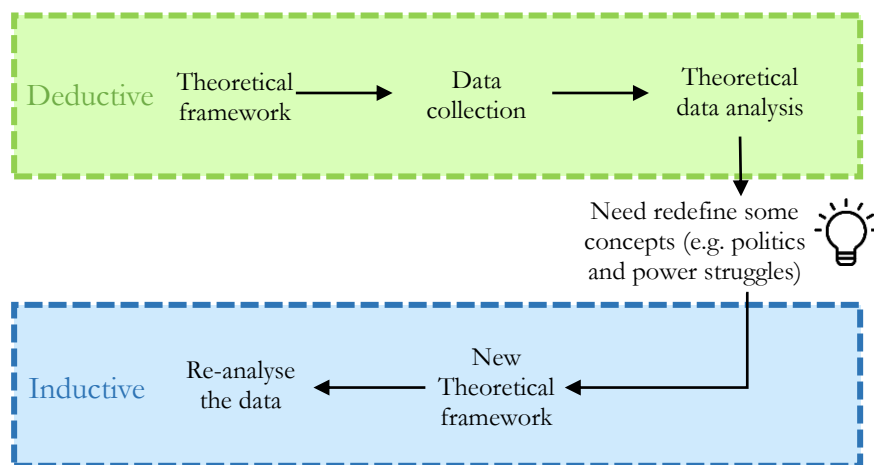 Deductive
Theoretical
framework
Data
collection
Theoretical
data analysis
Need redefine some
concepts (e.g. politics
and power struggles)
Inductive
Re-analyse
the data
New
Theoretical
framework